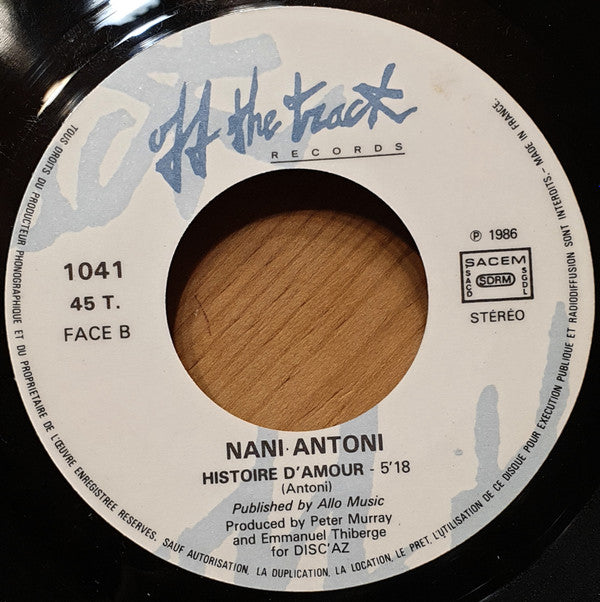 off the track
RECORDS
1041
45 T.
FACE B
℗ 1986
SACEM
PSACD
SDRM
SGDL
STÉRÉO
NANI ANTONI
HISTOIRE D'AMOUR - 5'18
(Antoni)
Published by Allo Music
Produced by Peter Murray
and Emmanuel Thiberge
for DISC'AZ
TOUS DROITS DU PRODUCTEUR PHONOGRAPHIQUE ET DU PROPRIETAIRE DE L'ŒUVRE ENREGISTREE RESERVES. SAUF AUTORISATION, LA DUPLICATION, LA LOCATION, LE PRET, L'UTILISATION DE CE DISQUE POUR EXECUTION PUBLIQUE ET RADIODIFFUSION SONT INTERDITS. - MADE IN FRANCE.